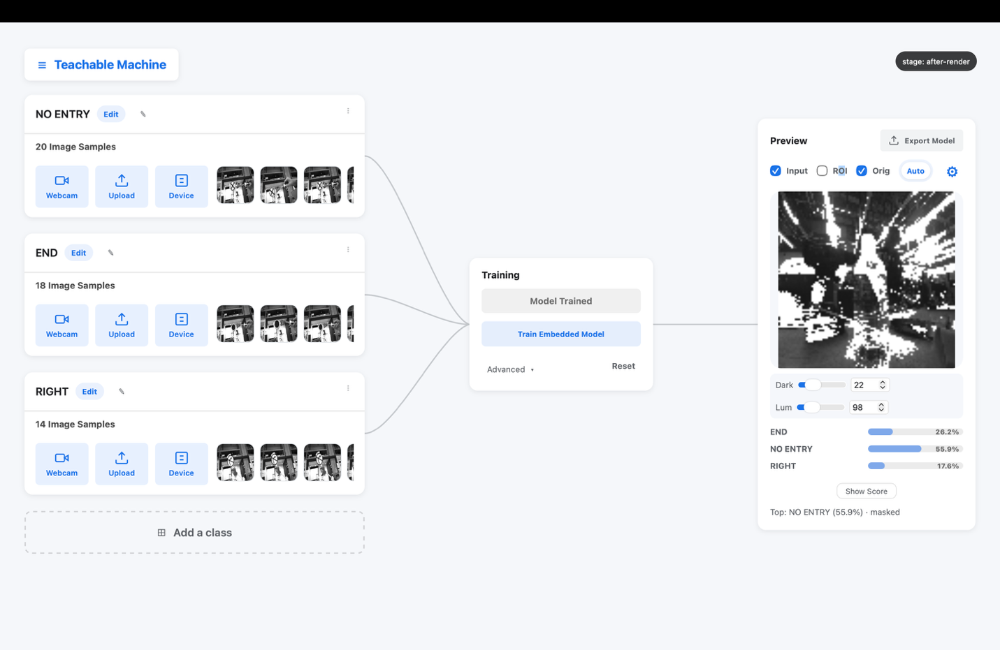 Teachable Machine
stage: after-render
NO ENTRY Edit
20 Image Samples
Webcam Upload Device
END Edit
18 Image Samples
Webcam Upload Device
RIGHT Edit
14 Image Samples
Webcam Upload Device
Add a class
Training
Model Trained
Train Embedded Model
Advanced Reset
Preview Export Model
Input ROI Orig Auto
Dark 22
Lum 98
END 26.2%
NO ENTRY 55.9%
RIGHT 17.6%
Show Score
Top: NO ENTRY (55.9%) · masked